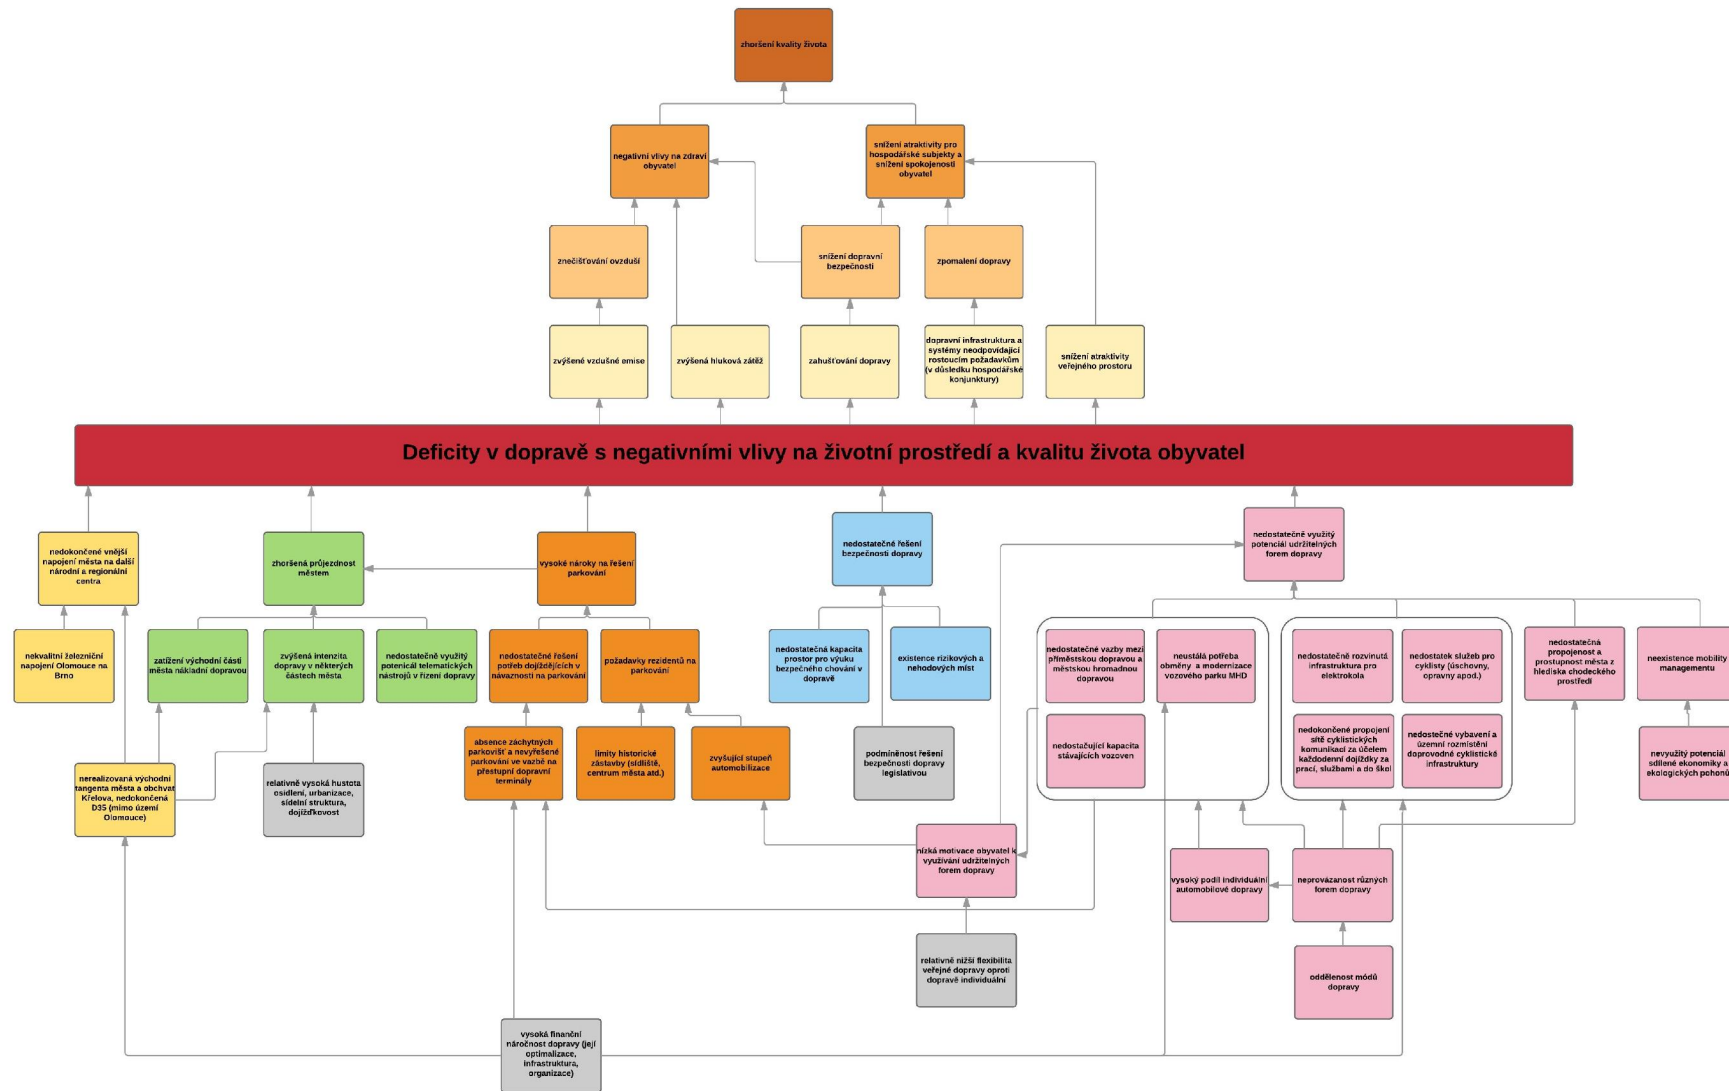 zhoršení kvality života
negativní vlivy na zdraví
obyvatel
snížení atraktivity pro
hospodářské subjekty a
snížení spokojenosti
obyvatel
znečišťování ovzduší
snížení dopravní
bezpečnosti
zpomalení dopravy
zvýšené vzdušné emise
zvýšená hluková zátěž
zahušťování dopravy
dopravní infrastruktura a
systémy neodpovídající
rostoucím požadavkům
(v důsledku hospodářské
konjunktury)
snížení atraktivity
veřejného prostoru
Deficity v dopravě s negativními vlivy na životní prostředí a kvalitu života obyvatel
nedokončené vnější
napojení města na další
národní a regionální
centra
zhoršená průjezdnost
městem
vysoké nároky na řešení
parkování
nedostatečné řešení
bezpečnosti dopravy
nedostatečně využitý
potenciál udržitelných
forem dopravy
nekvalitní železniční
napojení Olomouce na
Brno
zatížení východní části
města nákladní dopravou
zvýšená intenzita
dopravy v některých
částech města
nedostatečně využitý
potenicál telematických
nástrojů v řízení dopravy
nedostatečné řešení
potřeb dojíždějících v
návaznosti na parkování
požadavky rezidentů na
parkování
nedostatečná kapacita
prostor pro výuku
bezpečného chování v
dopravě
existence rizikových a
nehodových míst
nedostatečné vazby mezi
příměstskou dopravou a
městskou hromadnou
dopravou
neustálá potřeba
obměny a modernizace
vozového parku MHD
nedostatečně rozvinutá
infrastruktura pro
elektrokola
nedostatek služeb pro
cyklisty (úschovny,
opravny apod.)
nedostatečná
propojenost a
prostupnost města z
hlediska chodeckého
prostředí
neexistence mobility
managementu
nerealizovaná východní
tangenta města a obchvat
Křelova, nedokončená
D35 (mimo území
Olomouce)
relativně vysoká hustota
osídlení, urbanizace,
sídelní struktura,
dojížďkovost
absence záchytných
parkovišť a nevyřešené
parkování ve vazbě na
přestupní dopravní
terminály
limity historické
zástavby (sídliště,
centrum města atd.)
zvyšující stupeň
automobilizace
podmíněnost řešení
bezpečnosti dopravy
legislativou
nedostačující kapacita
stávajících vozoven
nedokončené propojení
sítě cyklistických
komunikací za účelem
každodenní dojížďky za
prací, službami a do škol
nedostečné vybavení a
územní rozmístění
doprovodné cyklistické
infrastruktury
nevyužitý potenciál
sdílené ekonomiky a
ekologických pohonů
nízká motivace obyvatel k
využívání udržitelných
forem dopravy
vysoký podíl individuální
automobilové dopravy
neprovázanost různých
forem dopravy
relativně nižší flexibilita
veřejné dopravy oproti
dopravě individuální
oddělenost módů
dopravy
vysoká finanční
náročnost dopravy (její
optimalizace,
infrastruktura,
organizace)